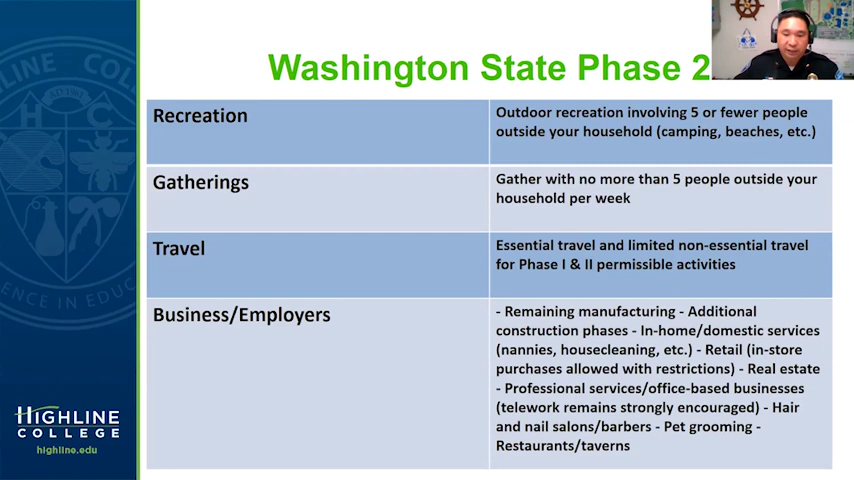 Washington State Phase 2
Recreation
Outdoor recreation involving 5 or fewer people
outside your household (camping, beaches, etc.)
Gatherings
Gather with no more than 5 people outside your
household per week
Travel
Essential travel and limited non-essential travel
for Phase I & II permissible activities
Business/Employers
- Remaining manufacturing - Additional
construction phases - In-home/domestic services
(nannies, housecleaning, etc.) - Retail (in-store
purchases allowed with restrictions) - Real estate
- Professional services/office-based businesses
(telework remains strongly encouraged) - Hair
and nail salons/barbers - Pet grooming -
Restaurants/taverns
HIGHLINE
COLLEGE
highline.edu